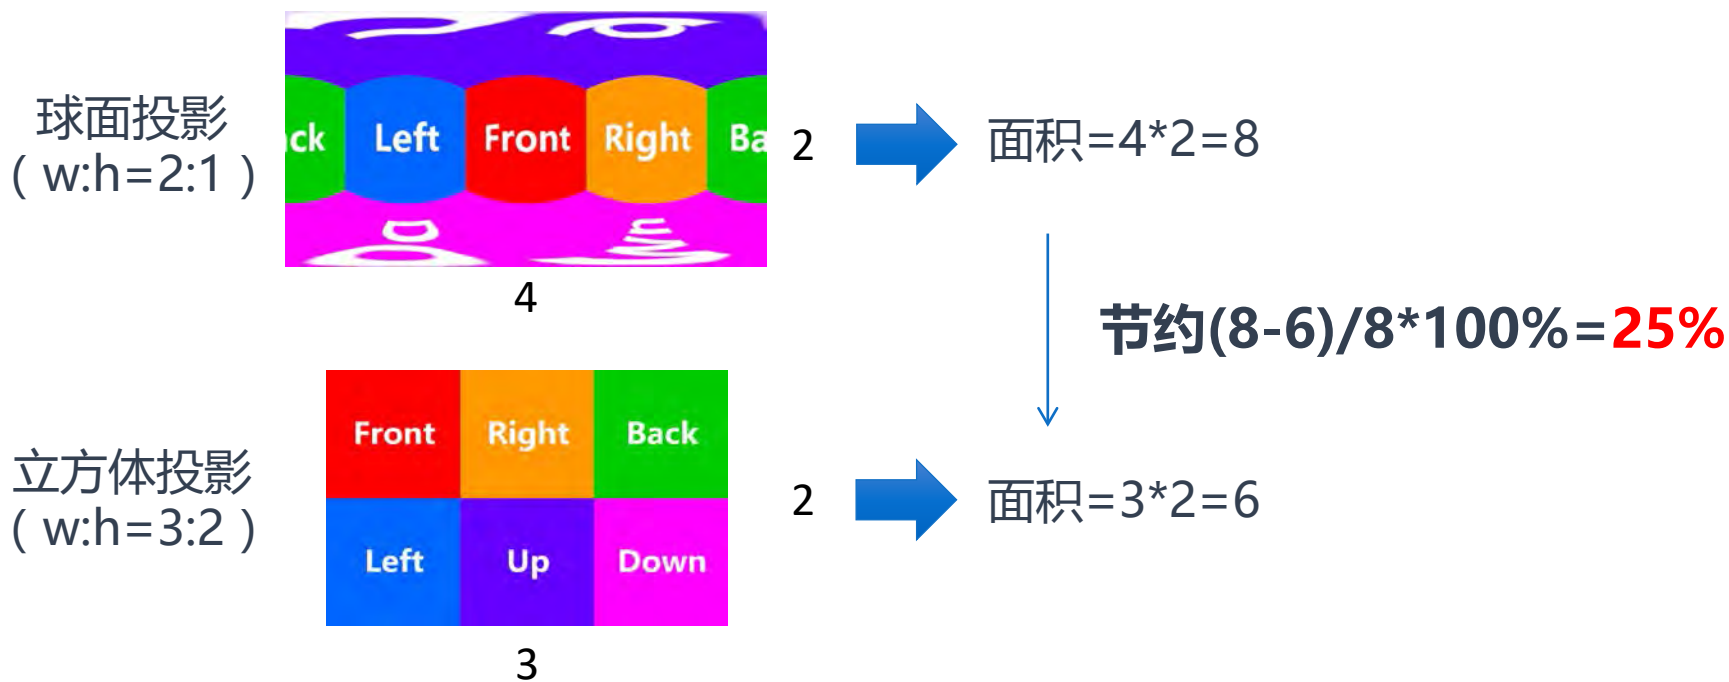 球面投影
（w:h=2:1）
ck
Left
Front
Right
Ba
2
4
面积=4*2=8
节约(8-6)/8*100%=25%
立方体投影
（w:h=3:2）
Front
Right
Back
Left
Up
Down
2
3
面积=3*2=6